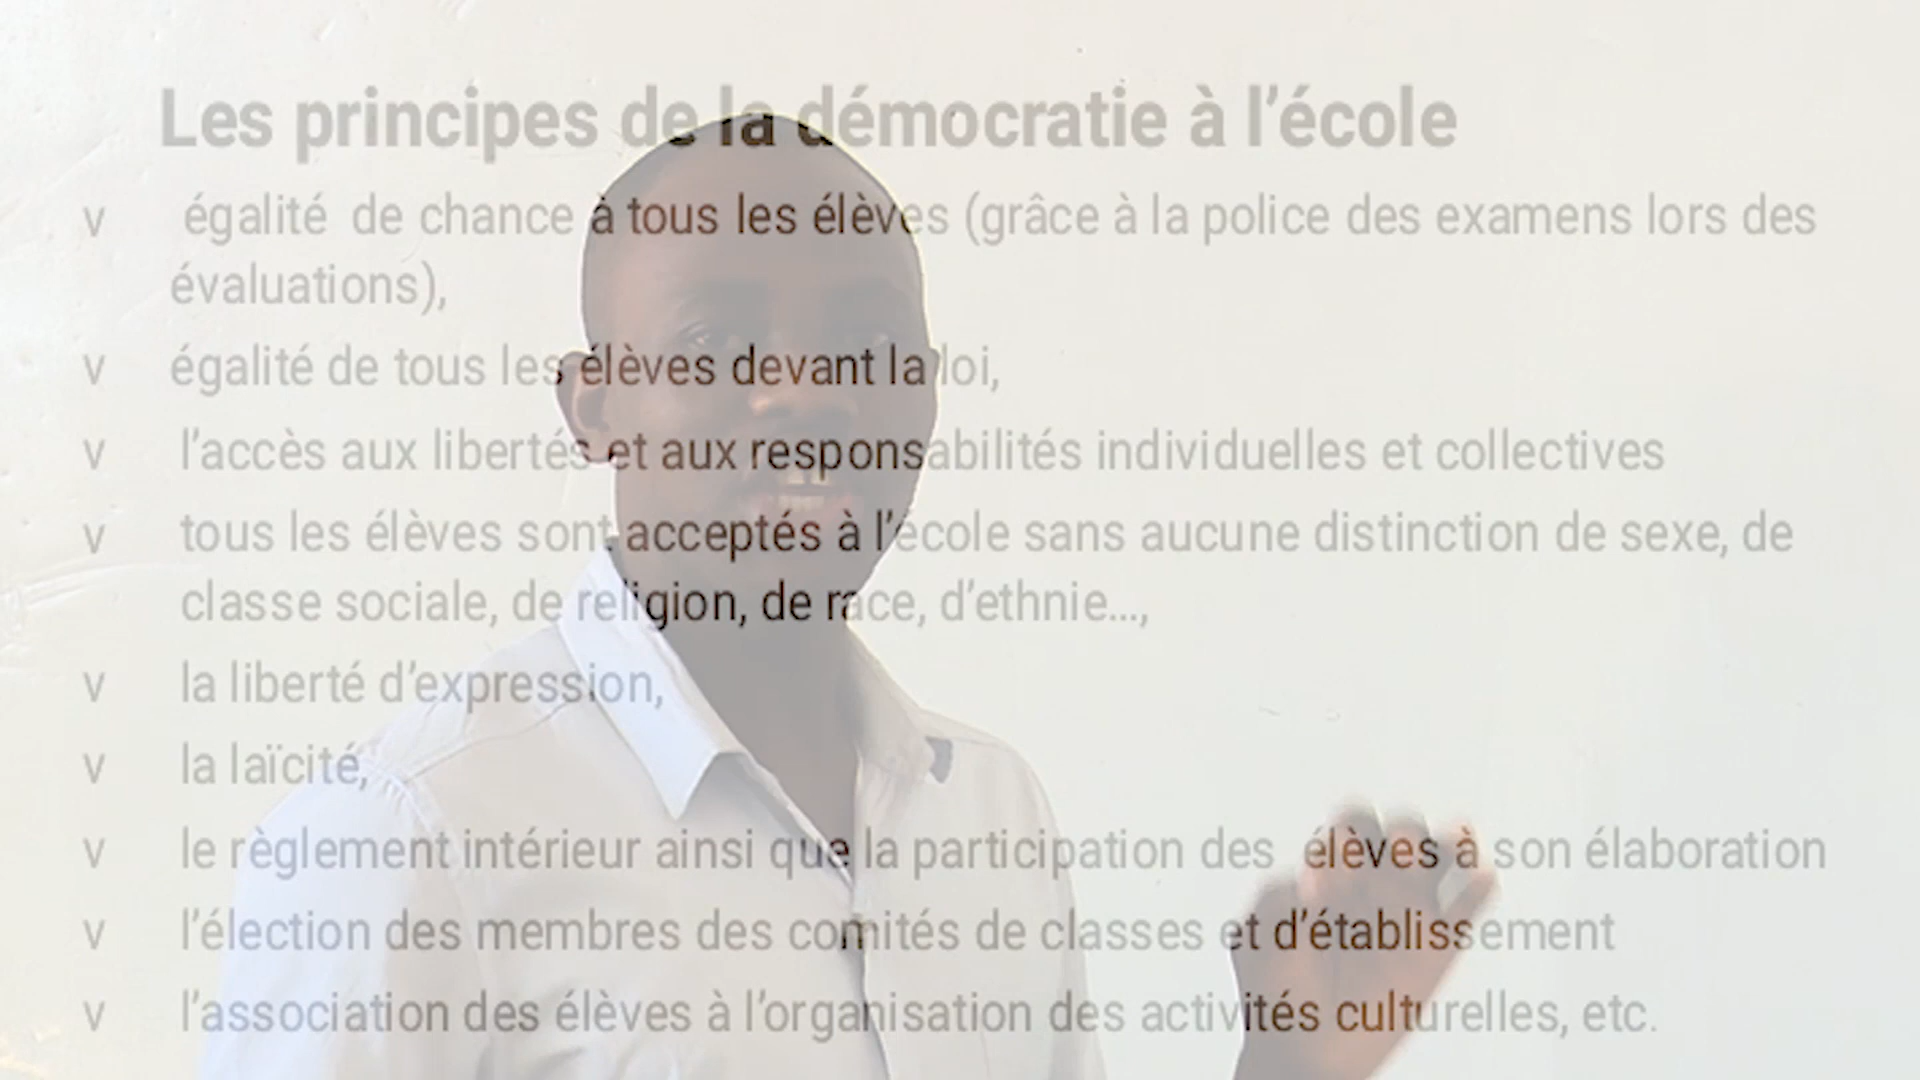 Les principes de la démocratie à l'école
v égalité de chance à tous les élèves (grâce à la police des examens lors des
évaluations),
v égalité de tous les élèves devant la loi,
v l'accès aux libertés et aux responsabilités individuelles et collectives
v tous les élèves sont acceptés à l'école sans aucune distinction de sexe, de
classe sociale, de religion, de race, d'ethnie...,
v la liberté d'expression,
v la laïcité,
v le règlement intérieur ainsi que la participation des élèves à son élaboration
v l'élection des membres des comités de classes et d'établissement
v l'association des élèves à l'organisation des activités culturelles, etc.